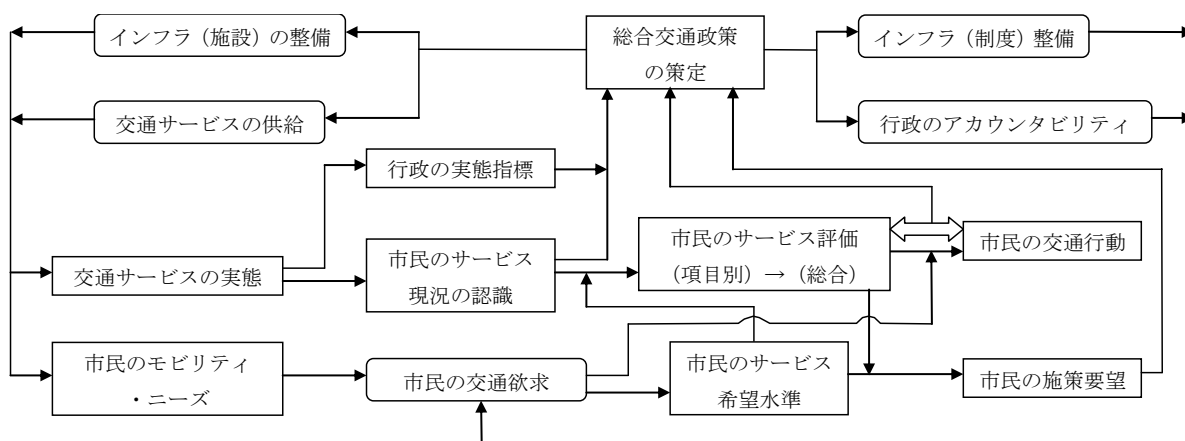 インフラ（施設）の整備
総合交通政策
の策定
インフラ（制度）整備
交通サービスの供給
行政のアカウンタビリティ
行政の実態指標
交通サービスの実態
市民のサービス
現況の認識
市民のサービス評価
（項目別）→（総合）
市民の交通行動
市民のモビリティ
・ニーズ
市民の交通欲求
市民のサービス
希望水準
市民の施策要望